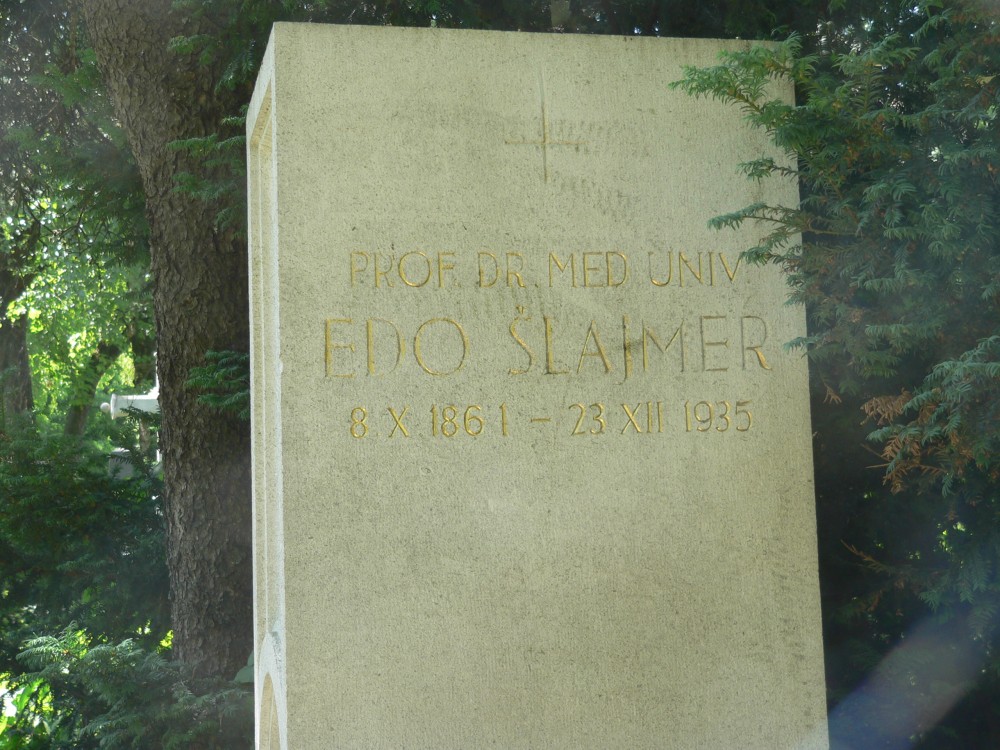 PROF. DR. MED UNIV
EDO ŠLAJMER
8 X 1861 – 23 XII 1935